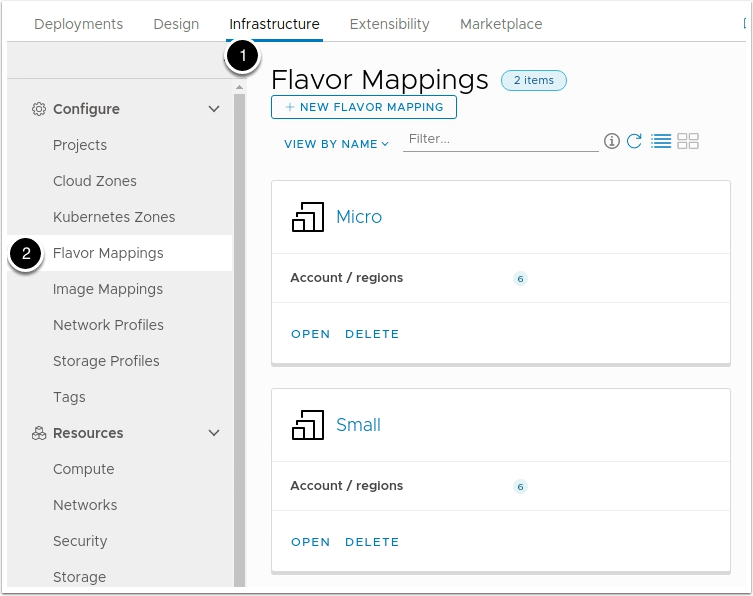 Deployments Design Infrastructure Extensibility Marketplace
1
Configure
Projects
Cloud Zones
Kubernetes Zones
2 Flavor Mappings
Image Mappings
Network Profiles
Storage Profiles
Tags
Resources
Compute
Networks
Security
Storage
Flavor Mappings 2 items
+ NEW FLAVOR MAPPING
VIEW BY NAME Filter...
Micro
Account / regions 6
OPEN DELETE
Small
Account / regions 6
OPEN DELETE